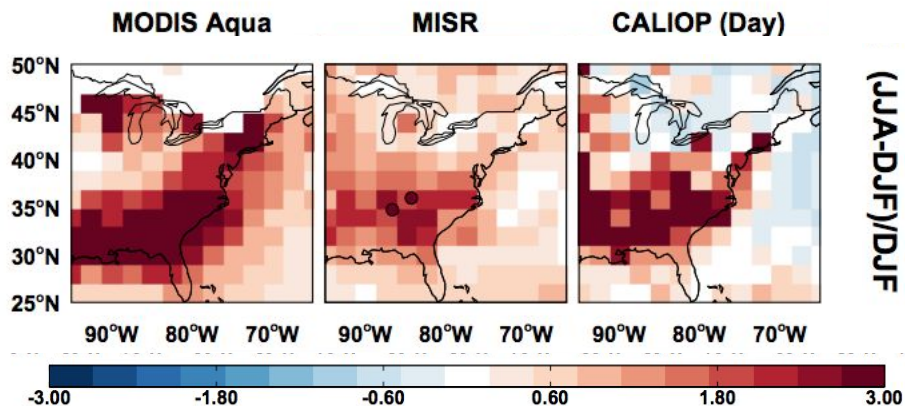 MODIS Aqua MISR CALIOP (Day)
50°N
45°N
40°N
35°N
30°N
25°N
90°W 80°W 70°W 90°W 80°W 70°W 90°W 80°W 70°W
(JJA-DJF)/DJF
-3.00 -1.80 -0.60 0.60 1.80 3.00